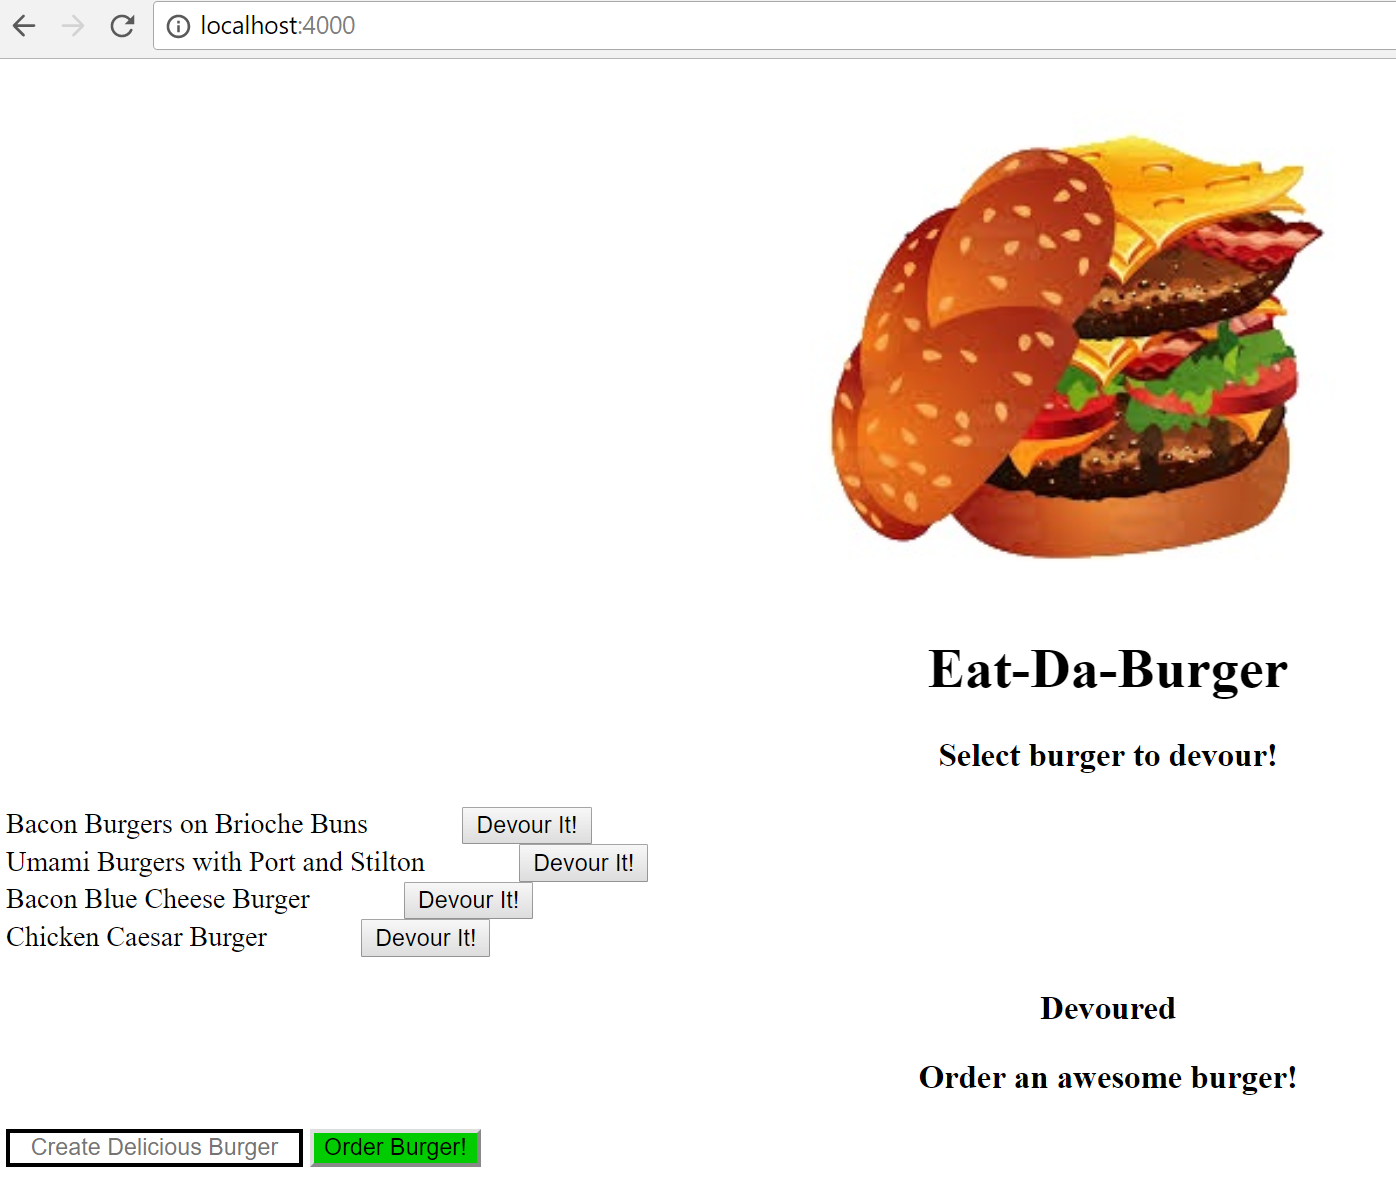 localhost:4000
Eat-Da-Burger
Select burger to devour!
Bacon Burgers on Brioche Buns Devour It!
Umami Burgers with Port and Stilton Devour It!
Bacon Blue Cheese Burger Devour It!
Chicken Caesar Burger Devour It!
Devoured
Order an awesome burger!
Create Delicious Burger Order Burger!